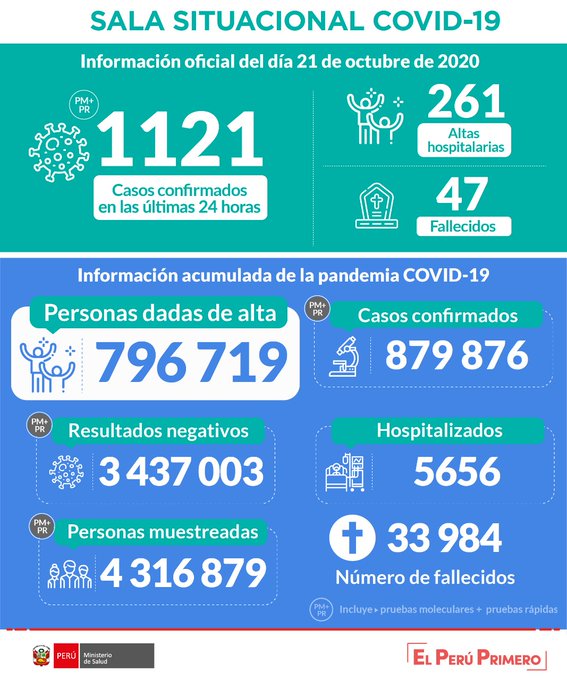 SALA SITUACIONAL COVID-19
Información oficial del día 21 de octubre de 2020
PM+
PR
1121
Casos confirmados
en las últimas 24 horas
261
Altas
hospitalarias
47
Fallecidos
Información acumulada de la pandemia COVID-19
Personas dadas de alta
796 719
PM+
PR
Casos confirmados
879 876
PM+
PR
Resultados negativos
3 437 003
Hospitalizados
5656
PM+
PR
Personas muestreadas
4 316 879
33 984
Número de fallecidos
PM+
PR
Incluye ▸ pruebas moleculares + pruebas rápidas
PERÚ
Ministerio
de Salud
EL PERÚ PRIMERO